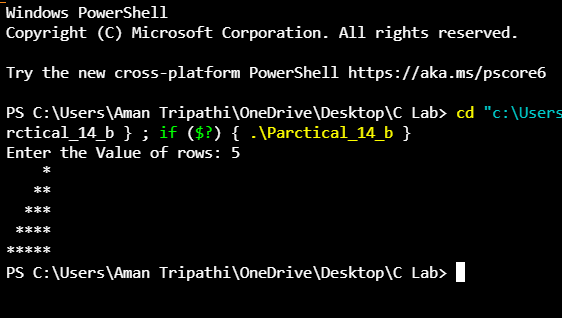 Windows PowerShell
Copyright (C) Microsoft Corporation. All rights reserved.
Try the new cross-platform PowerShell https://aka.ms/pscore6
PS C:\Users\Aman Tripathi\OneDrive\Desktop\C Lab> cd "c:\Users
rctical_14_b } ; if ($?) { .\Parctical_14_b }
Enter the Value of rows: 5
    *
   **
  ***
 ****
*****
PS C:\Users\Aman Tripathi\OneDrive\Desktop\C Lab>